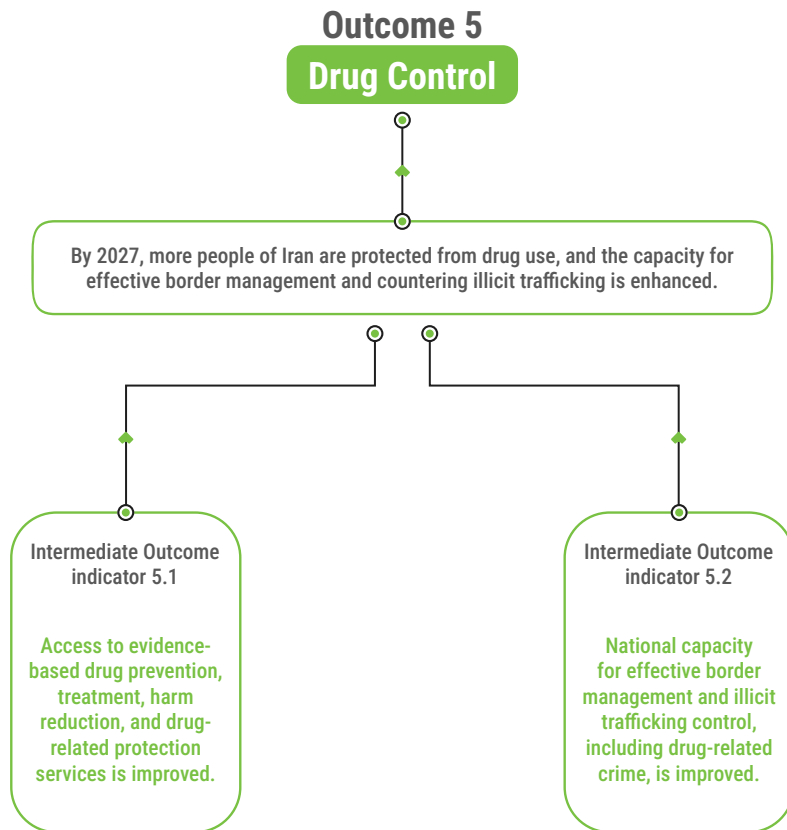 Outcome 5
Drug Control
By 2027, more people of Iran are protected from drug use, and the capacity for
effective border management and countering illicit trafficking is enhanced.
Intermediate Outcome
indicator 5.1
Access to evidence-
based drug prevention,
treatment, harm
reduction, and drug-
related protection
services is improved.
Intermediate Outcome
indicator 5.2
National capacity
for effective border
management and illicit
trafficking control,
including drug-related
crime, is improved.